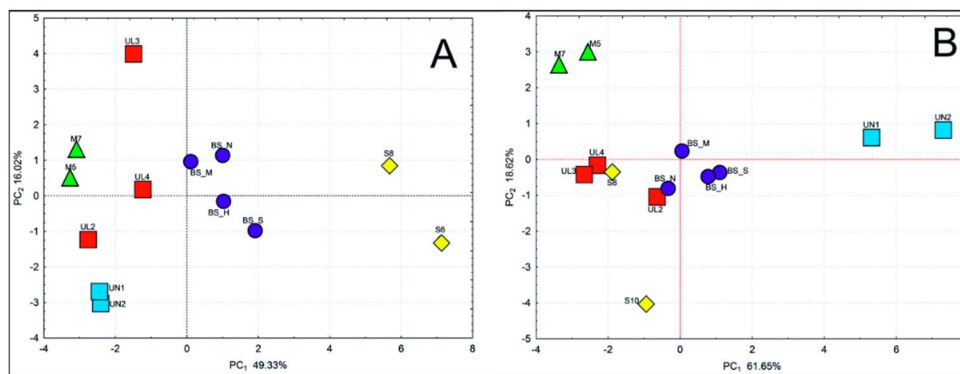 A
UL3
M7
M5
UL4
UL2
UN1
UN2
BS_N
BS_M
BS_H
BS_S
S8
S6
PC2 16.02%
5
4
3
2
1
0
-1
-2
-3
-4
-4 -2 0 2 4 6 8
PC1 49.33%
B
M5
M7
UN1
UN2
BS_M
UL4
UL3
S8
BS_N
BS_S
BS_H
UL2
S10
PC2 18.62%
4
3
2
1
0
-1
-2
-3
-4
-5
-4 -2 0 2 4 6
PC1 61.65%